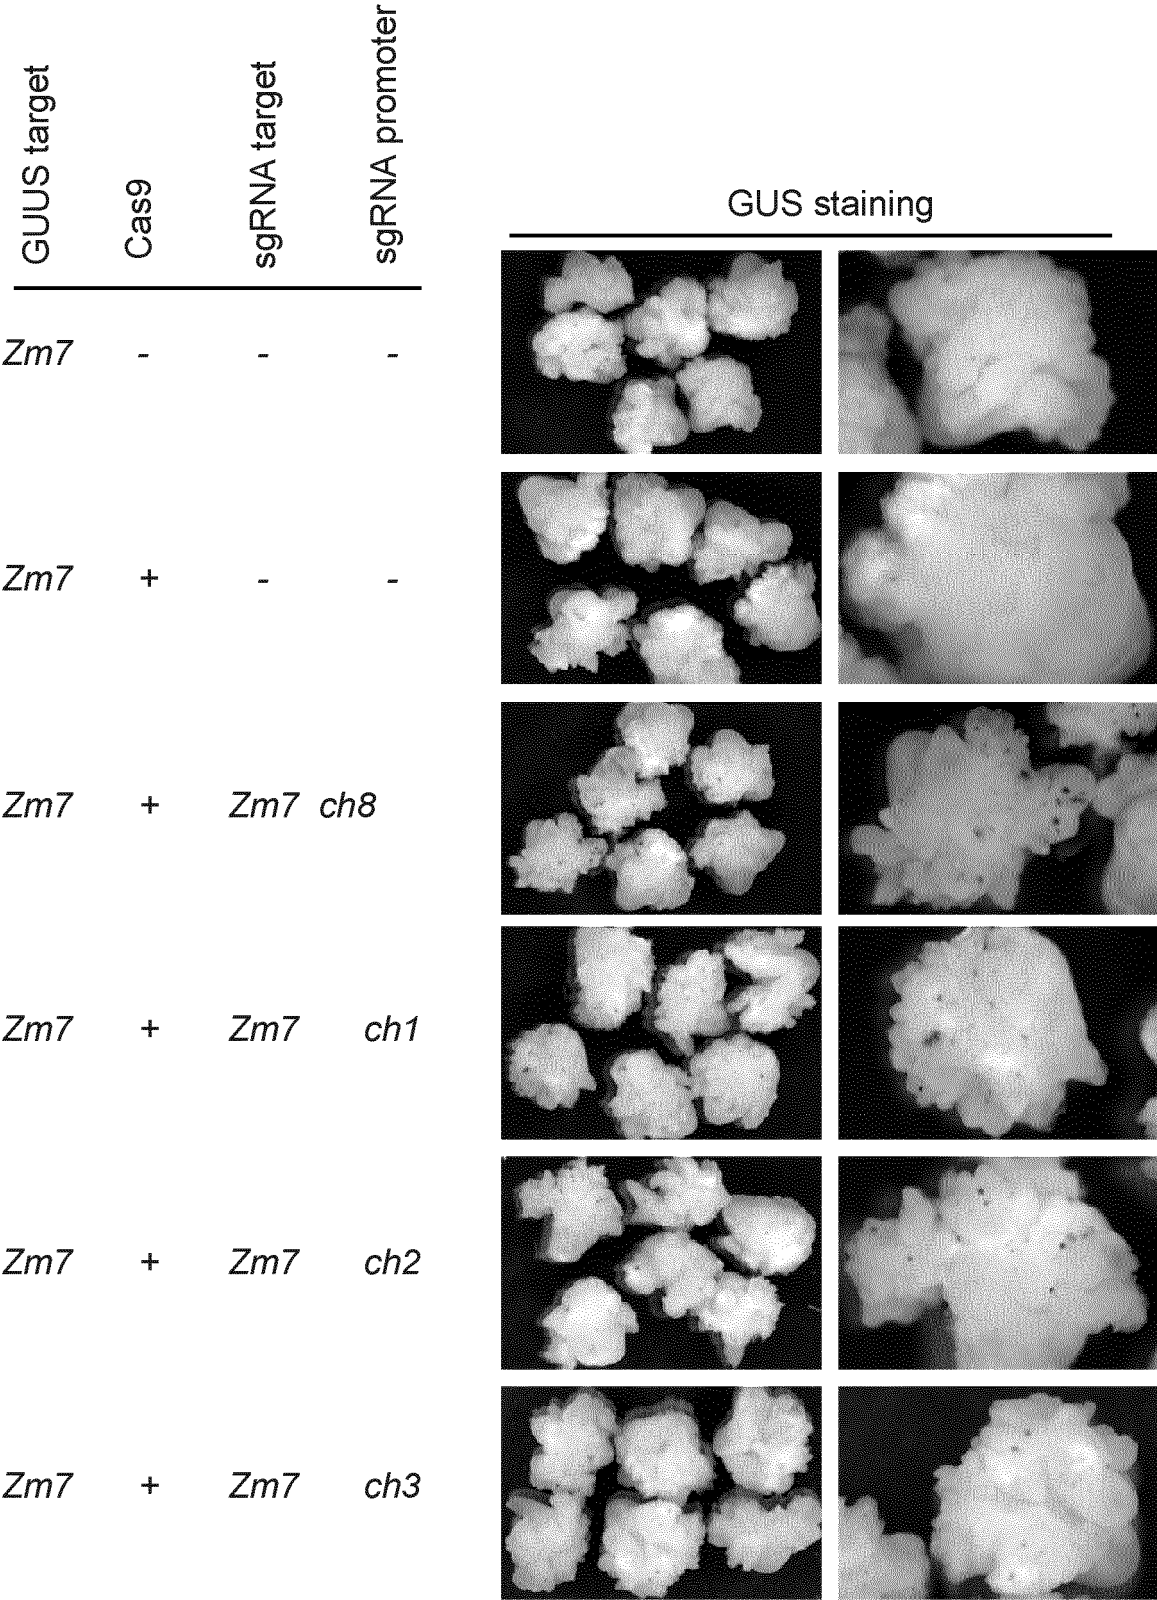 GUUS target
Cas9
sgRNA target
sgRNA promoter
GUS staining
Zm7 - - -
Zm7 + - -
Zm7 + Zm7 ch8
Zm7 + Zm7 ch1
Zm7 + Zm7 ch2
Zm7 + Zm7 ch3